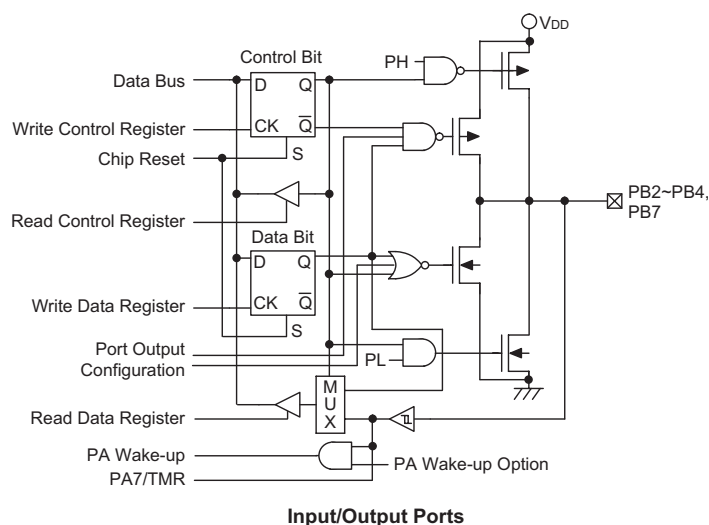 VDD
Control Bit
PH
Data Bus
D Q
Write Control Register
CK Q
Chip Reset
S
PB2~PB4,
PB7
Read Control Register
Data Bit
D Q
Write Data Register
CK Q
S
Port Output
Configuration
PL
M
U
X
Read Data Register
PA Wake-up
PA Wake-up Option
PA7/TMR
Input/Output Ports